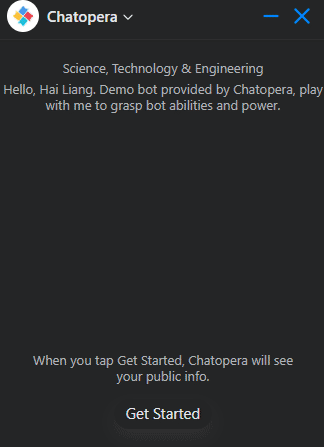 Chatopera
Science, Technology & Engineering
Hello, Hai Liang. Demo bot provided by Chatopera, play
with me to grasp bot abilities and power.
When you tap Get Started, Chatopera will see
your public info.
Get Started